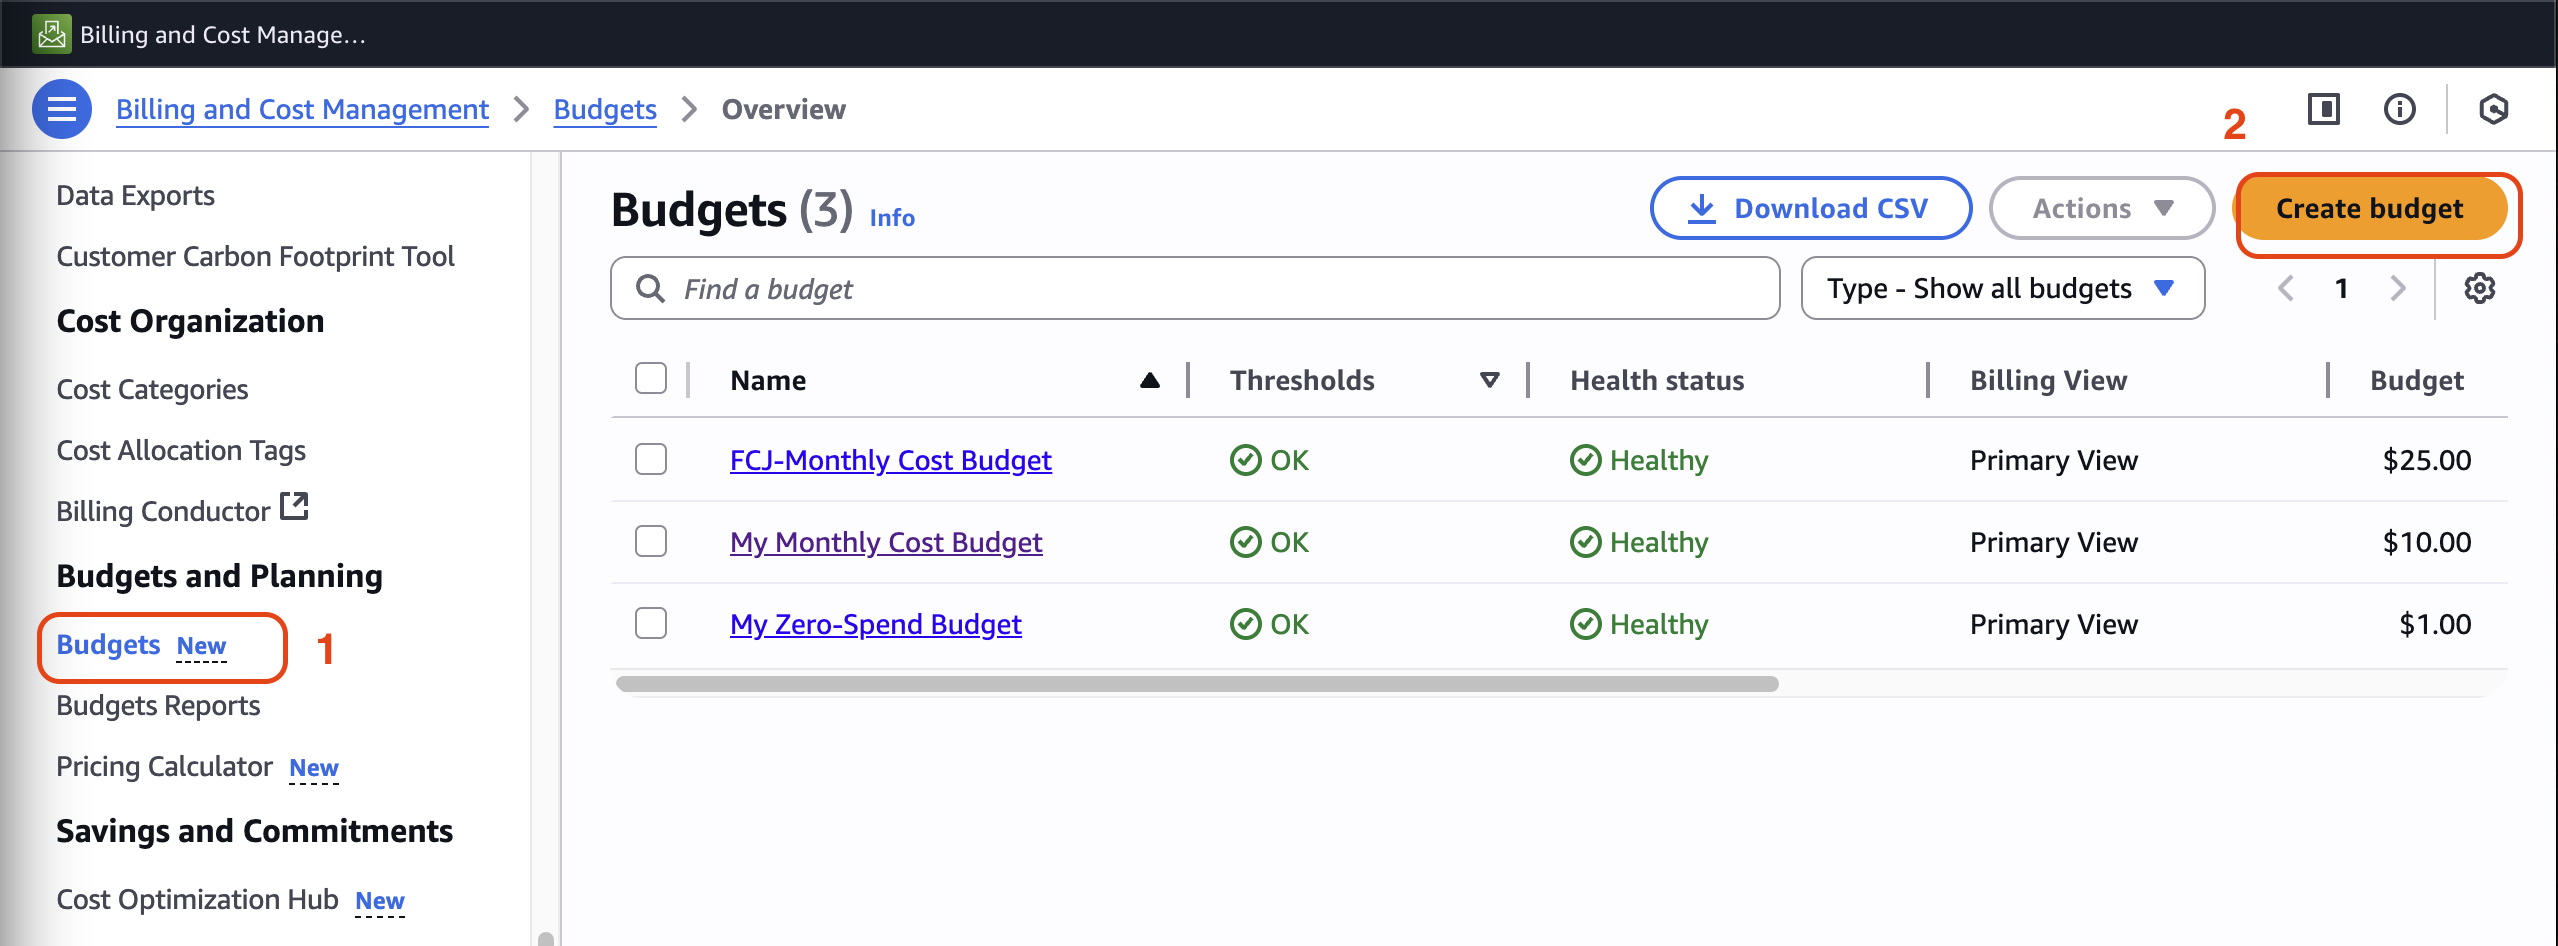 Billing and Cost Manage...
Billing and Cost Management > Budgets > Overview
2
Data Exports
Customer Carbon Footprint Tool
Cost Organization
Cost Categories
Cost Allocation Tags
Billing Conductor
Budgets and Planning
Budgets New
1
Budgets Reports
Pricing Calculator New
Savings and Commitments
Cost Optimization Hub New
Budgets (3) Info
Download CSV
Actions
Create budget
Find a budget
Type - Show all budgets
1
Name Thresholds Health status Billing View Budget
FCJ-Monthly Cost Budget OK Healthy Primary View $25.00
My Monthly Cost Budget OK Healthy Primary View $10.00
My Zero-Spend Budget OK Healthy Primary View $1.00